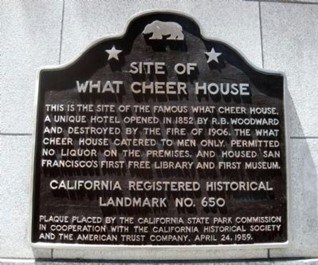 SITE OF
WHAT CHEER HOUSE
THIS IS THE SITE OF THE FAMOUS WHAT CHEER HOUSE,
A UNIQUE HOTEL OPENED IN 1852 BY R.B. WOODWARD
AND DESTROYED BY THE FIRE OF 1906. THE WHAT
CHEER HOUSE CATERED TO MEN ONLY, PERMITTED
NO LIQUOR ON THE PREMISES, AND HOUSED SAN
FRANCISCO'S FIRST FREE LIBRARY AND FIRST MUSEUM.
CALIFORNIA REGISTERED HISTORICAL
LANDMARK NO. 650
PLAQUE PLACED BY THE CALIFORNIA STATE PARK COMMISSION
IN COOPERATION WITH THE CALIFORNIA HISTORICAL SOCIETY
AND THE AMERICAN TRUST COMPANY, APRIL 24, 1959.